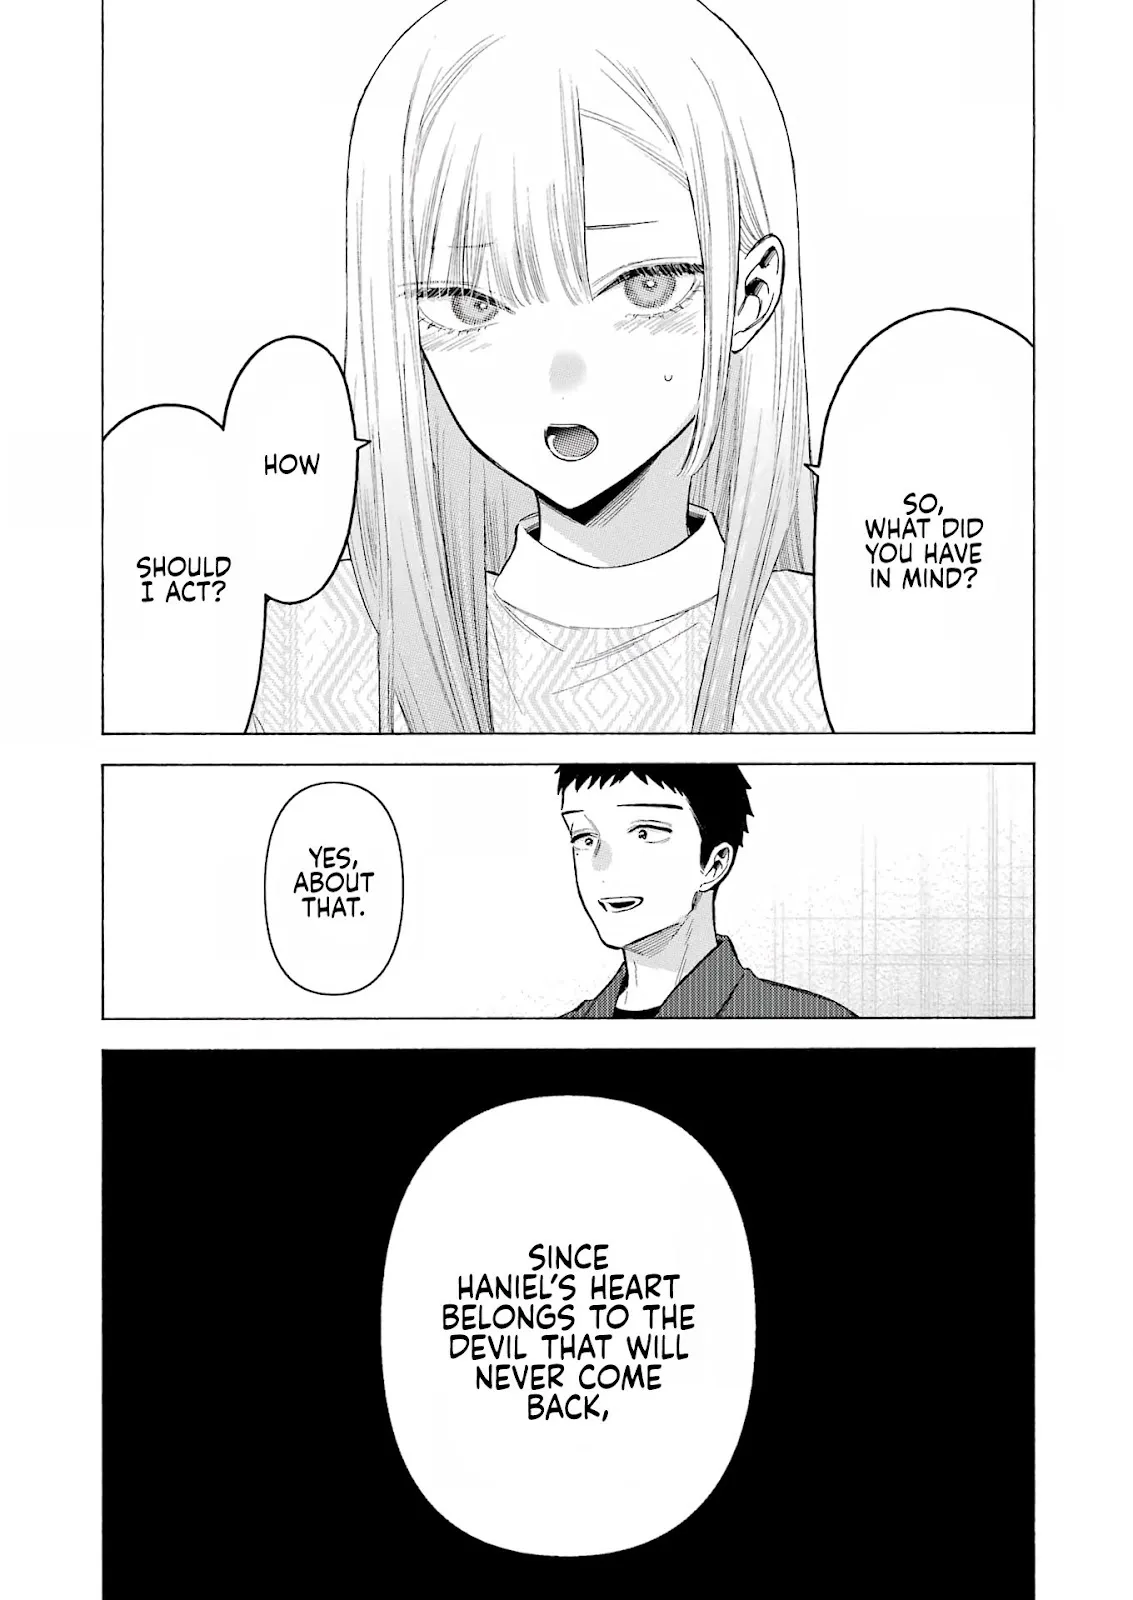 SO,
WHAT DID
YOU HAVE
IN MIND?
HOW
SHOULD
I ACT?
YES,
ABOUT
THAT.
SINCE
HANIEL'S HEART
BELONGS TO THE
DEVIL THAT WILL
NEVER COME
BACK,